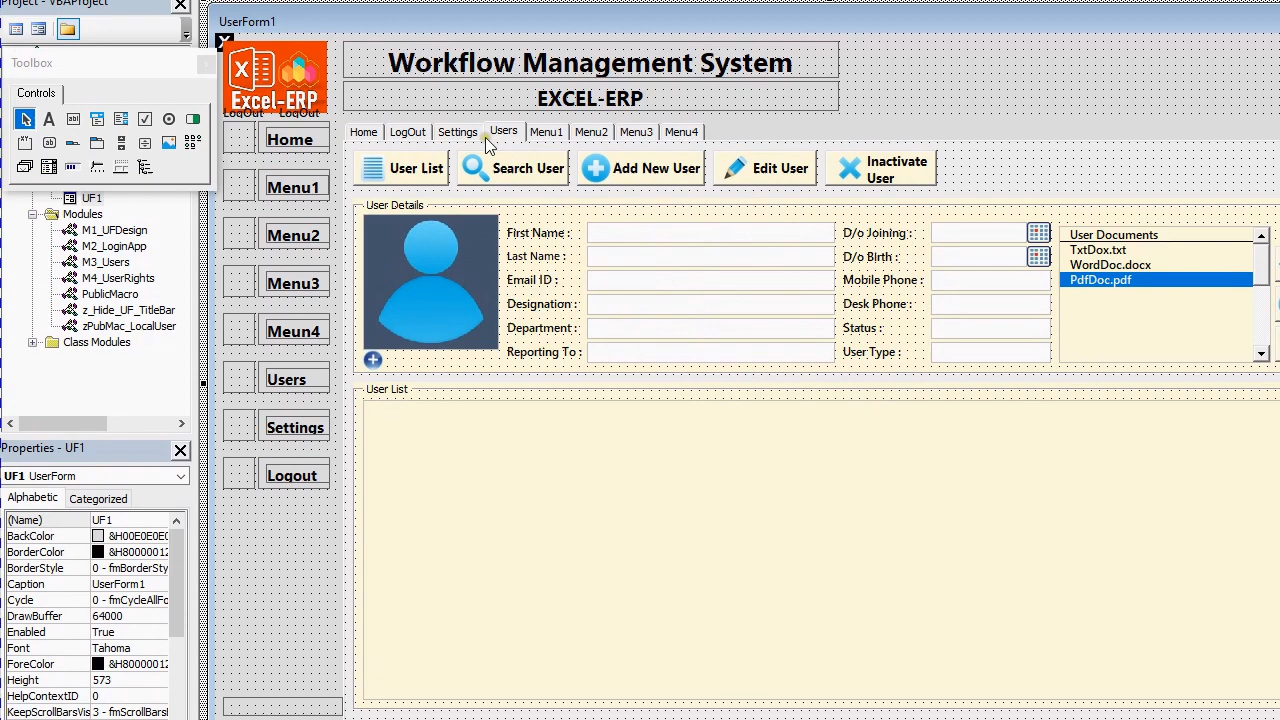 Project - VBAProject
UserForm1
Toolbox
Controls
Excel-ERP
Workflow Management System
EXCEL-ERP
LogOut LogOut
Home LogOut Settings Users Menu1 Menu2 Menu3 Menu4
Home
Menu1
Menu2
Menu3
Meun4
Users
Settings
Logout
User List
Search User
Add New User
Edit User
Inactivate
User
User Details
First Name :
Last Name :
Email ID :
Designation :
Department :
Reporting To :
D/o Joining :
D/o Birth :
Mobile Phone :
Desk Phone :
Status :
User Type :
User Documents
TxtDox.txt
WordDoc.docx
PdfDoc.pdf
User List
UF1
Modules
M1_UFDesign
M2_LoginApp
M3_Users
M4_UserRights
PublicMacro
z_Hide_UF_TitleBar
zPubMac_LocalUser
Class Modules
Properties - UF1
UF1 UserForm
Alphabetic Categorized
(Name) UF1
BackColor &H00E0E0E0
BorderColor &H80000012
BorderStyle 0 - fmBorderSty
Caption UserForm1
Cycle 0 - fmCycleAllFo
DrawBuffer 64000
Enabled True
Font Tahoma
ForeColor &H80000012
Height 573
HelpContextID 0
KeepScrollBarsVis 3 - fmScrollBars